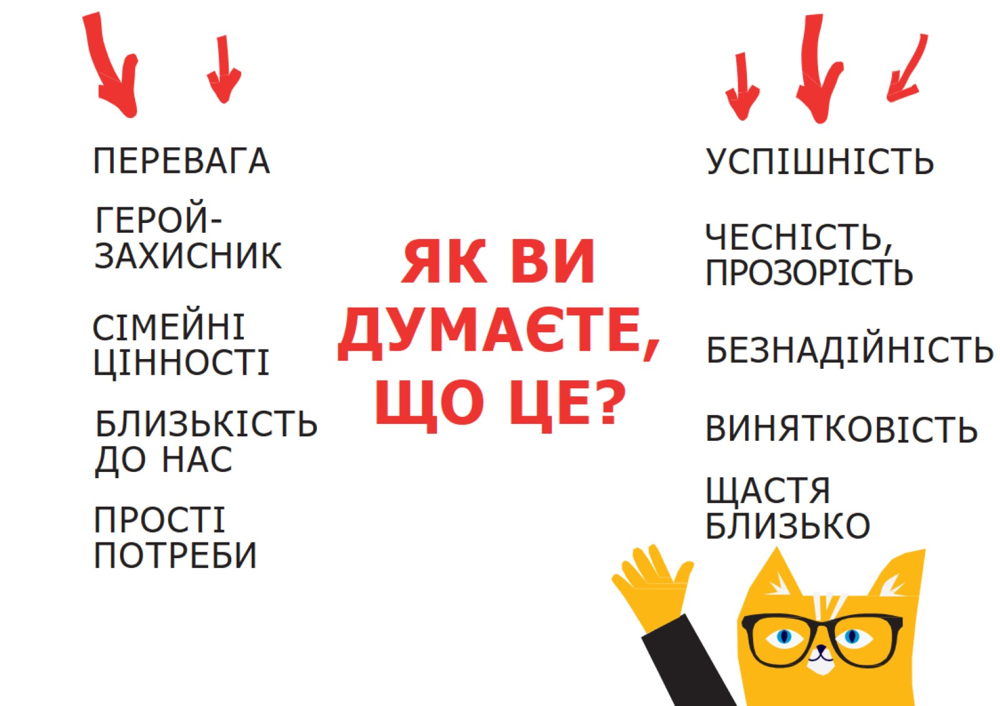 ПЕРЕВАГА
ГЕРОЙ-
ЗАХИСНИК
СІМЕЙНІ
ЦІННОСТІ
БЛИЗЬКІСТЬ
ДО НАС
ПРОСТІ
ПОТРЕБИ
ЯК ВИ
ДУМАЄТЕ,
ЩО ЦЕ?
УСПІШНІСТЬ
ЧЕСНІСТЬ,
ПРОЗОРІСТЬ
БЕЗНАДІЙНІСТЬ
ВИНЯТКОВІСТЬ
ЩАСТЯ
БЛИЗЬКО